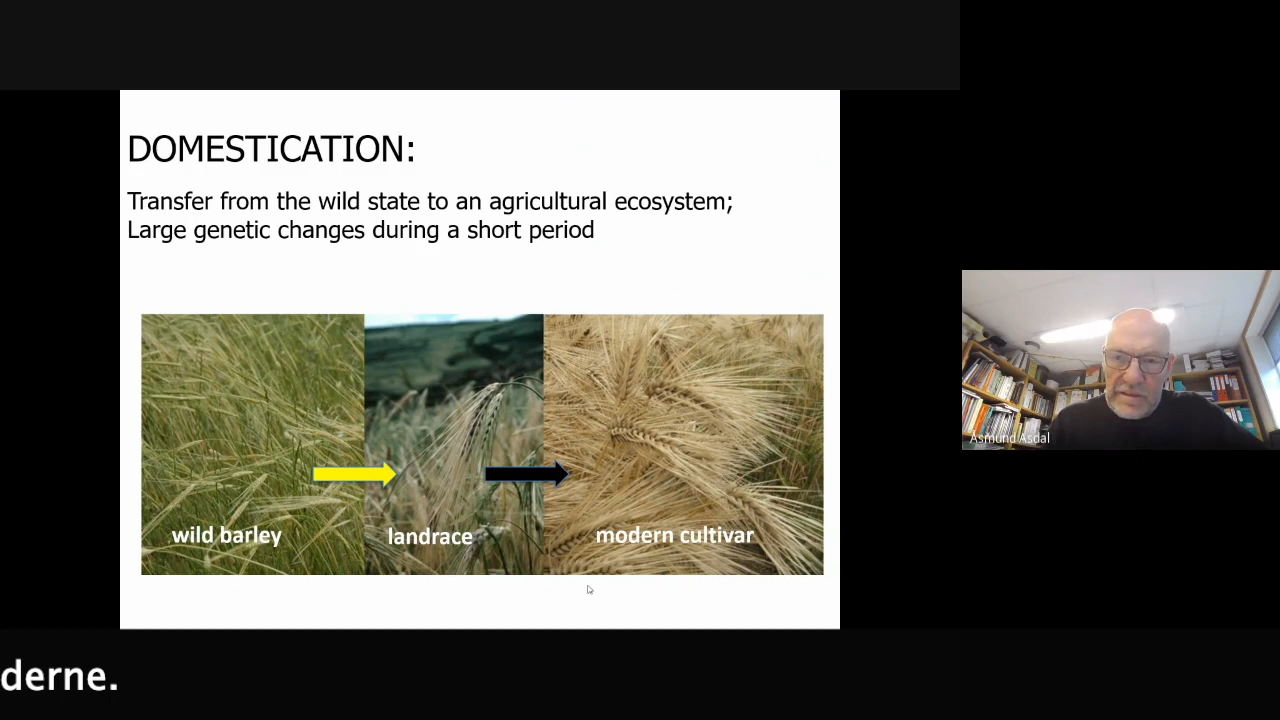 DOMESTICATION:
Transfer from the wild state to an agricultural ecosystem;
Large genetic changes during a short period
wild barley
landrace
modern cultivar
Åsmund Asdal
derne.